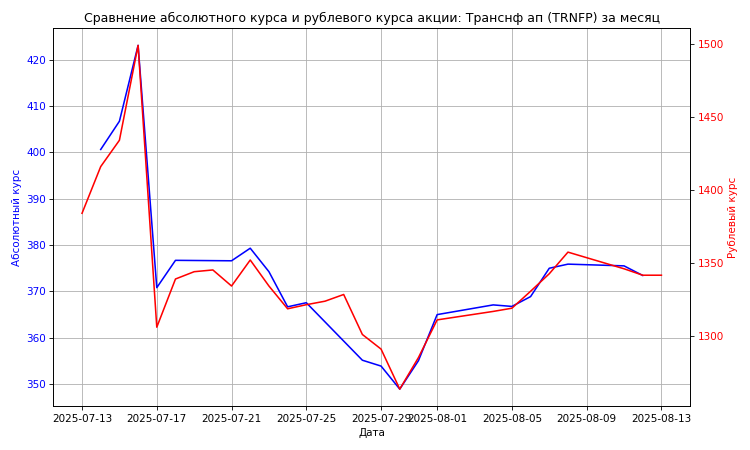 Сравнение абсолютного курса и рублевого курса акции: Транснф ап (TRNFP) за месяц
420
410
400
390
380
370
360
350
Абсолютный курс
1500
1450
1400
1350
1300
Рублевый курс
2025-07-13 2025-07-17 2025-07-21 2025-07-25 2025-07-29 2025-08-01 2025-08-05 2025-08-09 2025-08-13
Дата